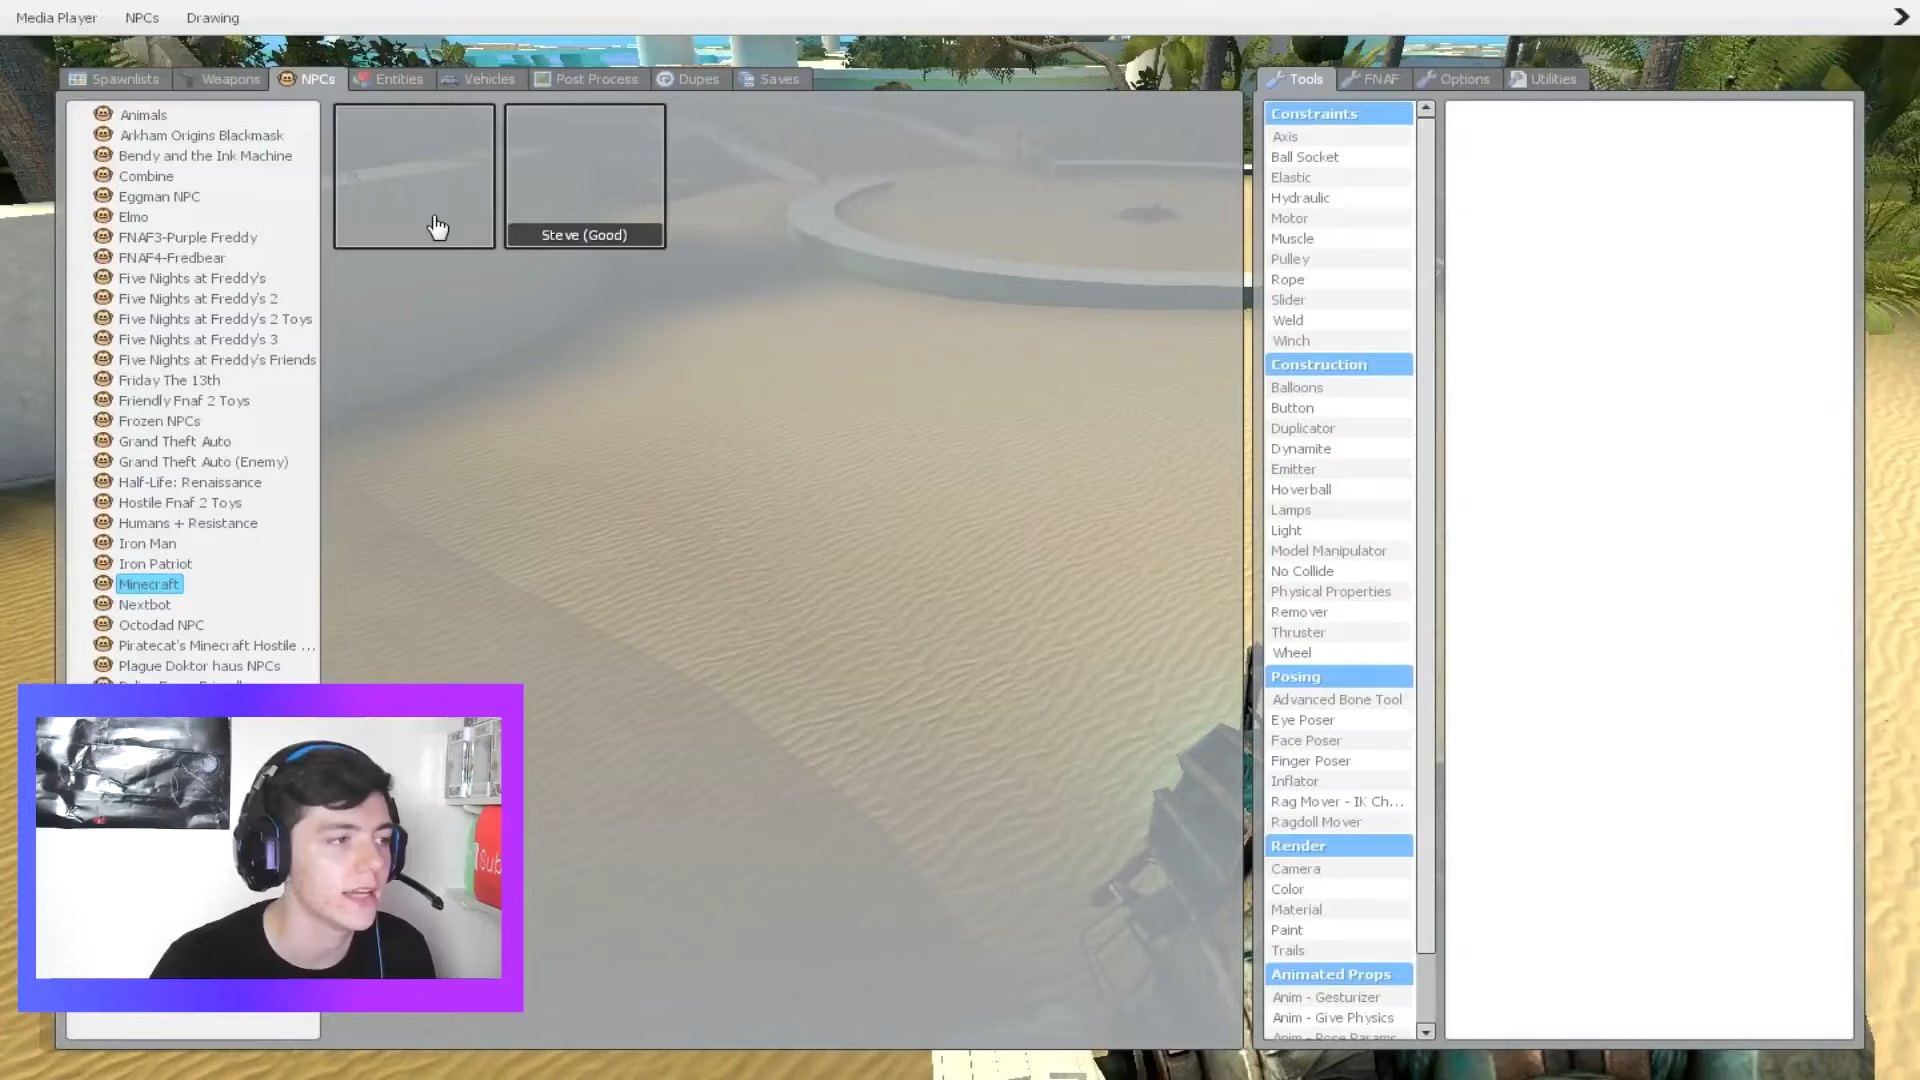 Media Player NPCs Drawing
Spawnlists Weapons NPCs Entities Vehicles Post Process Dupes Saves
Tools FNAF Options Utilities
Animals
Arkham Origins Blackmask
Bendy and the Ink Machine
Combine
Eggman NPC
Elmo
FNAF3-Purple Freddy
FNAF4-Fredbear
Five Nights at Freddy's
Five Nights at Freddy's 2
Five Nights at Freddy's 2 Toys
Five Nights at Freddy's 3
Five Nights at Freddy's Friends
Friday The 13th
Friendly Fnaf 2 Toys
Frozen NPCs
Grand Theft Auto
Grand Theft Auto (Enemy)
Half-Life: Renaissance
Hostile Fnaf 2 Toys
Humans + Resistance
Iron Man
Iron Patriot
Minecraft
Nextbot
Octodad NPC
Piratecat's Minecraft Hostile ...
Plague Doktor haus NPCs
Steve (Good)
Sub
Constraints
Axis
Ball Socket
Elastic
Hydraulic
Motor
Muscle
Pulley
Rope
Slider
Weld
Winch
Construction
Balloons
Button
Duplicator
Dynamite
Emitter
Hoverball
Lamps
Light
Model Manipulator
No Collide
Physical Properties
Remover
Thruster
Wheel
Posing
Advanced Bone Tool
Eye Poser
Face Poser
Finger Poser
Inflator
Rag Mover - IK Ch...
Ragdoll Mover
Render
Camera
Color
Material
Paint
Trails
Animated Props
Anim - Gesturizer
Anim - Give Physics
Anim - Pose Params